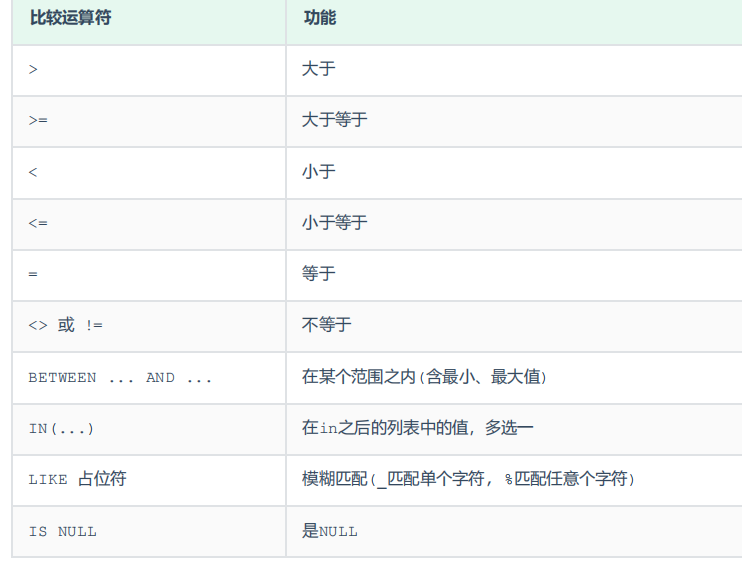 比较运算符 功能
> 大于
>= 大于等于
< 小于
<= 小于等于
= 等于
<> 或 != 不等于
BETWEEN ... AND ... 在某个范围之内(含最小、最大值)
IN(...) 在in之后的列表中的值，多选一
LIKE 占位符 模糊匹配(_匹配单个字符, %匹配任意个字符)
IS NULL 是NULL